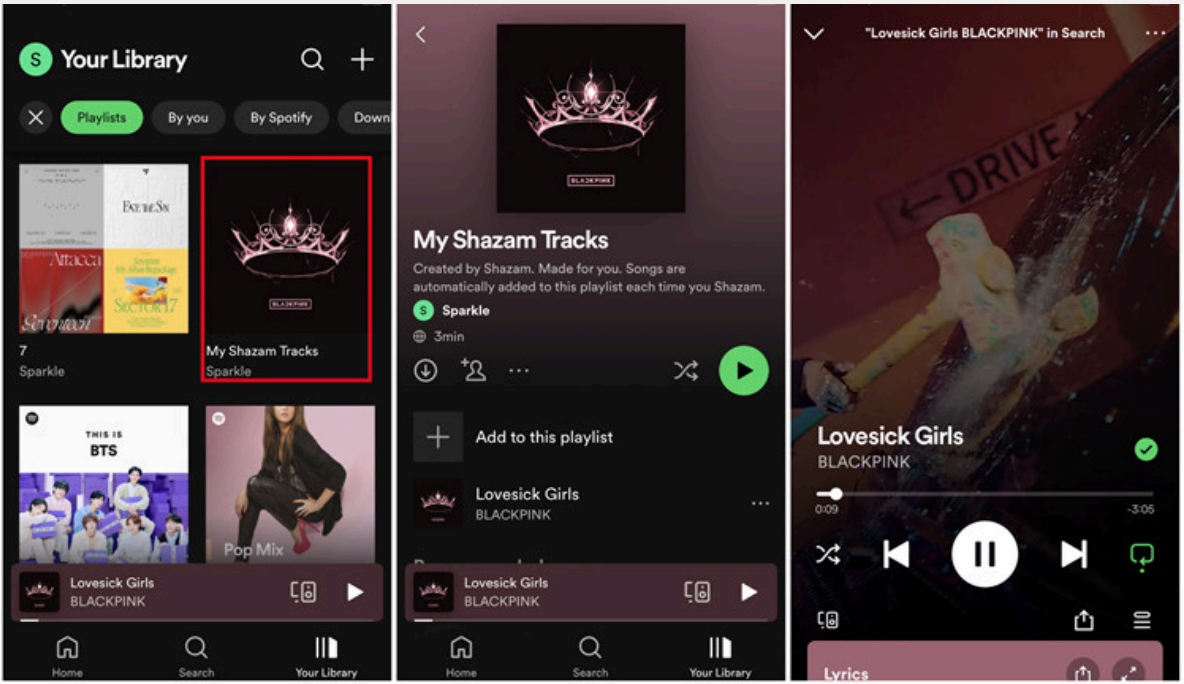 S Your Library
Playlists By you By Spotify Down
FACE THE SUN
Attacca
Seventeen
SECTOR 17
BLACKPINK
7
Sparkle
My Shazam Tracks
Sparkle
THIS IS
BTS
Pop Mix
Lovesick Girls
BLACKPINK
Home Search Your Library
BLACKPINK
My Shazam Tracks
Created by Shazam. Made for you. Songs are
automatically added to this playlist each time you Shazam.
S Sparkle
3min
Add to this playlist
Lovesick Girls
BLACKPINK
Lovesick Girls
BLACKPINK
Home Search Your Library
"Lovesick Girls BLACKPINK" in Search
DRIVE
Lovesick Girls
BLACKPINK
0:09 -3:05
Lyrics